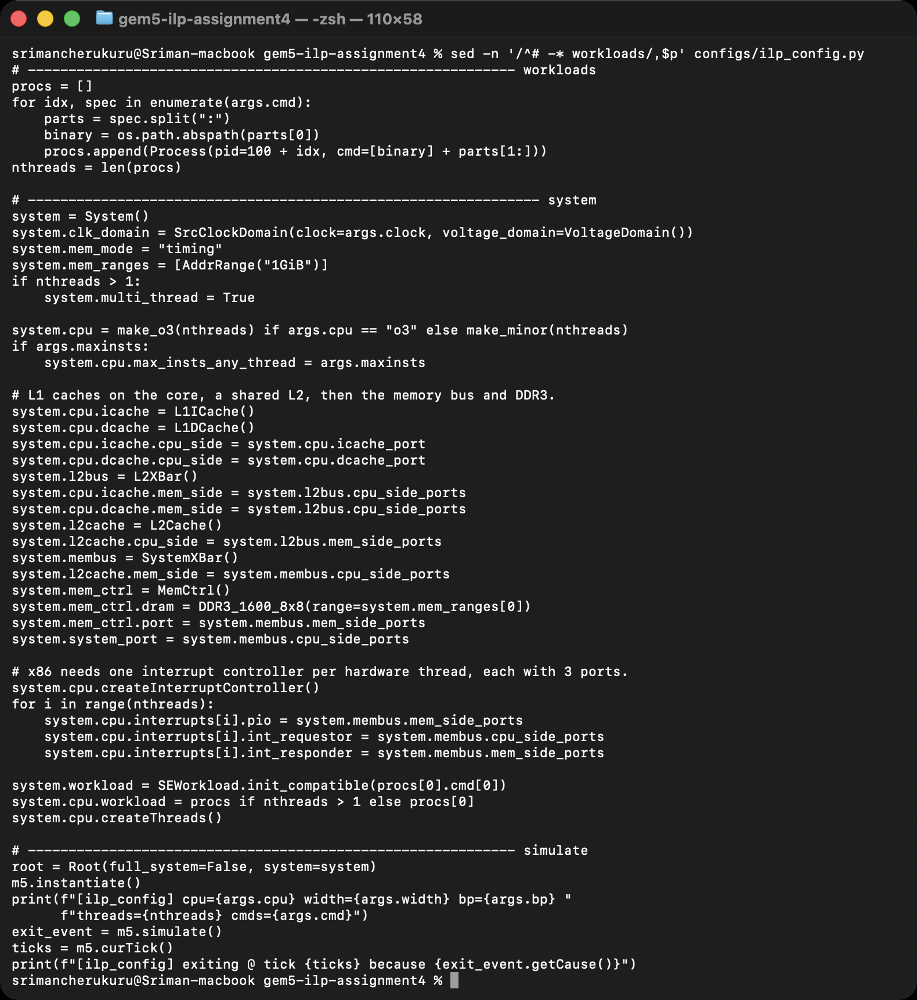 gem5-ilp-assignment4 — -zsh — 110×58
srimancherukuru@Sriman-macbook gem5-ilp-assignment4 % sed -n '/^# -* workloads/,$p' configs/ilp_config.py
# ------------------------------------------------------------ workloads
procs = []
for idx, spec in enumerate(args.cmd):
    parts = spec.split(":")
    binary = os.path.abspath(parts[0])
    procs.append(Process(pid=100 + idx, cmd=[binary] + parts[1:]))
nthreads = len(procs)

# --------------------------------------------------------------- system
system = System()
system.clk_domain = SrcClockDomain(clock=args.clock, voltage_domain=VoltageDomain())
system.mem_mode = "timing"
system.mem_ranges = [AddrRange("1GiB")]
if nthreads > 1:
    system.multi_thread = True

system.cpu = make_o3(nthreads) if args.cpu == "o3" else make_minor(nthreads)
if args.maxinsts:
    system.cpu.max_insts_any_thread = args.maxinsts

# L1 caches on the core, a shared L2, then the memory bus and DDR3.
system.cpu.icache = L1ICache()
system.cpu.dcache = L1DCache()
system.cpu.icache.cpu_side = system.cpu.icache_port
system.cpu.dcache.cpu_side = system.cpu.dcache_port
system.l2bus = L2XBar()
system.cpu.icache.mem_side = system.l2bus.cpu_side_ports
system.cpu.dcache.mem_side = system.l2bus.cpu_side_ports
system.l2cache = L2Cache()
system.l2cache.cpu_side = system.l2bus.mem_side_ports
system.membus = SystemXBar()
system.l2cache.mem_side = system.membus.cpu_side_ports
system.mem_ctrl = MemCtrl()
system.mem_ctrl.dram = DDR3_1600_8x8(range=system.mem_ranges[0])
system.mem_ctrl.port = system.membus.mem_side_ports
system.system_port = system.membus.cpu_side_ports

# x86 needs one interrupt controller per hardware thread, each with 3 ports.
system.cpu.createInterruptController()
for i in range(nthreads):
    system.cpu.interrupts[i].pio = system.membus.mem_side_ports
    system.cpu.interrupts[i].int_requestor = system.membus.cpu_side_ports
    system.cpu.interrupts[i].int_responder = system.membus.mem_side_ports

system.workload = SEWorkload.init_compatible(procs[0].cmd[0])
system.cpu.workload = procs if nthreads > 1 else procs[0]
system.cpu.createThreads()

# ------------------------------------------------------------ simulate
root = Root(full_system=False, system=system)
m5.instantiate()
print(f"[ilp_config] cpu={args.cpu} width={args.width} bp={args.bp} "
      f"threads={nthreads} cmds={args.cmd}")
exit_event = m5.simulate()
ticks = m5.curTick()
print(f"[ilp_config] exiting @ tick {ticks} because {exit_event.getCause()}")
srimancherukuru@Sriman-macbook gem5-ilp-assignment4 %